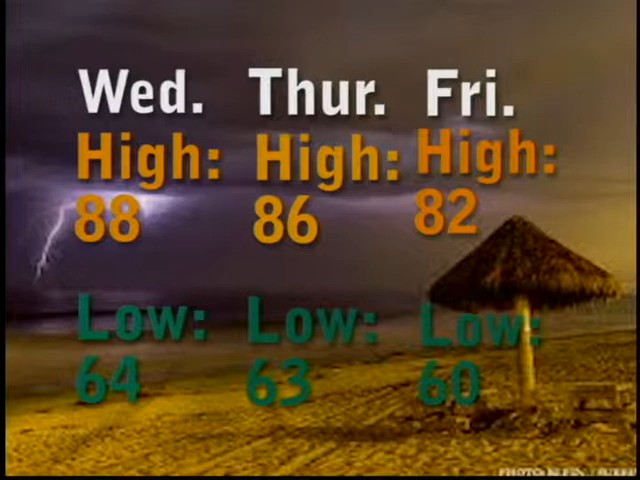 Wed. Thur. Fri.
High: High: High:
88 86 82
Low: Low: Low:
64 63 60